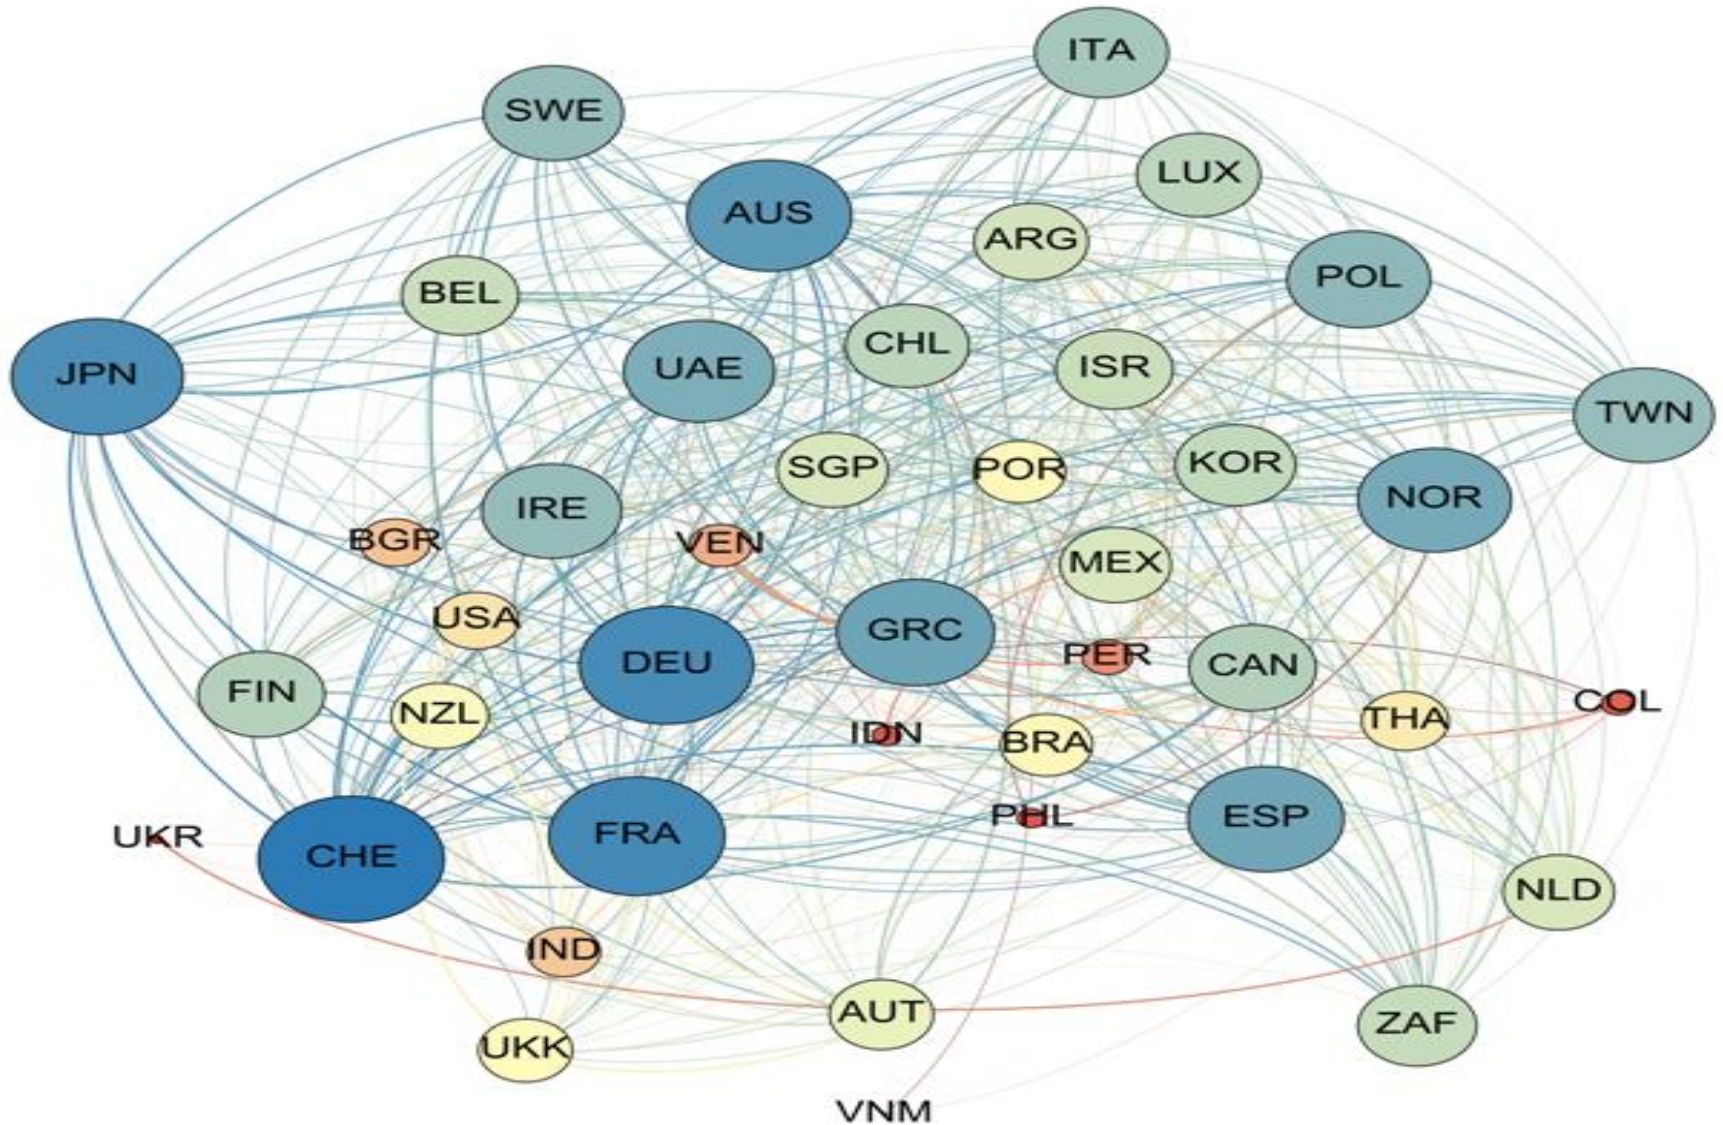 ITA
SWE
LUX
AUS
ARG
POL
BEL
CHL
UAE
ISR
JPN
TWN
SGP
POR
KOR
NOR
IRE
BGR
VEN
MEX
USA
GRC
DEU
PER
CAN
FIN
NZL
COL
THA
IDN
BRA
PHL
ESP
UKR
FRA
CHE
NLD
IND
AUT
ZAF
UKK
VNM